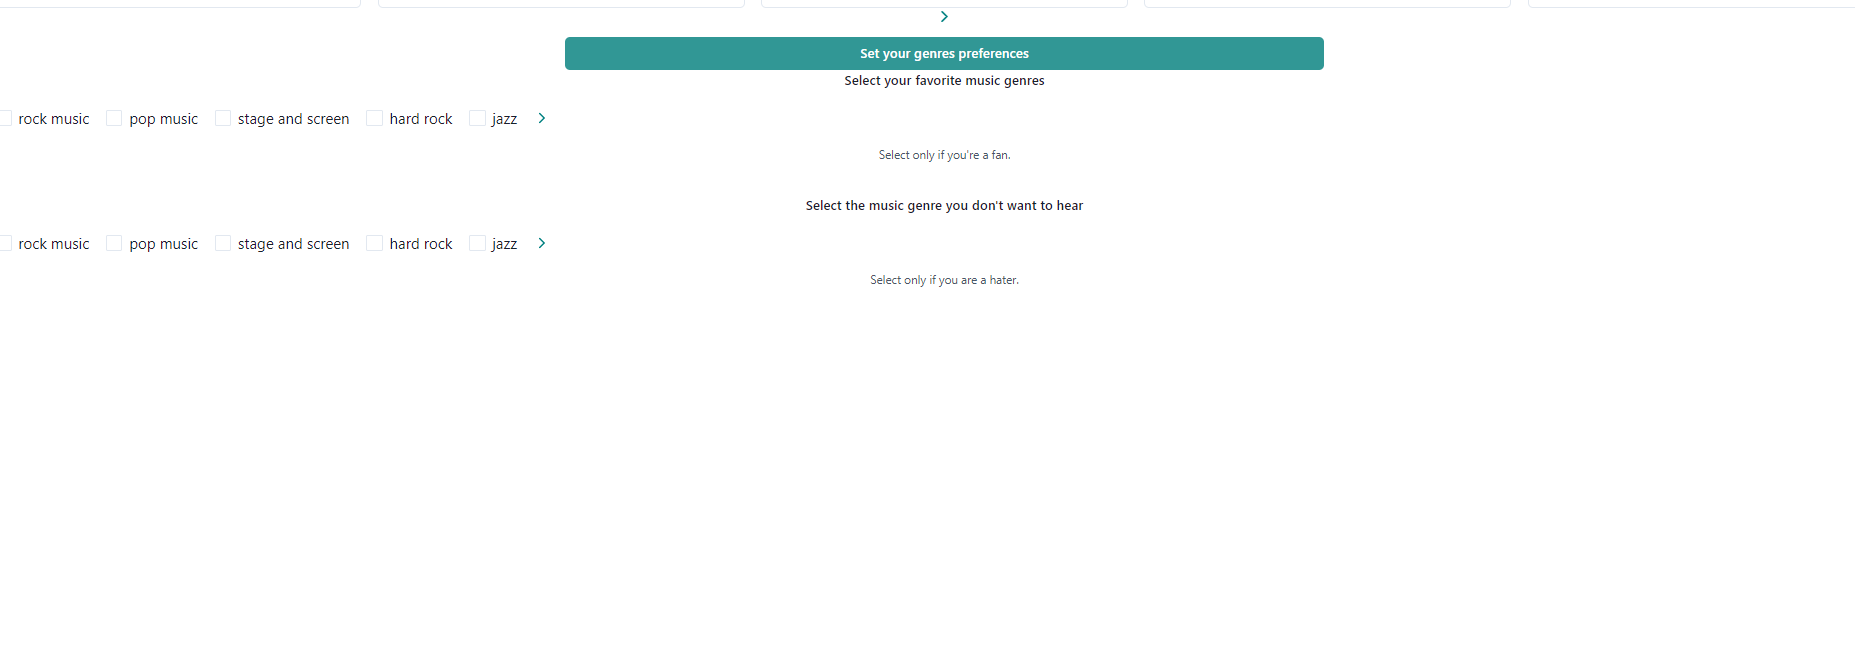 Set your genres preferences
Select your favorite music genres
rock music pop music stage and screen hard rock jazz
Select only if you're a fan.
Select the music genre you don't want to hear
rock music pop music stage and screen hard rock jazz
Select only if you are a hater.